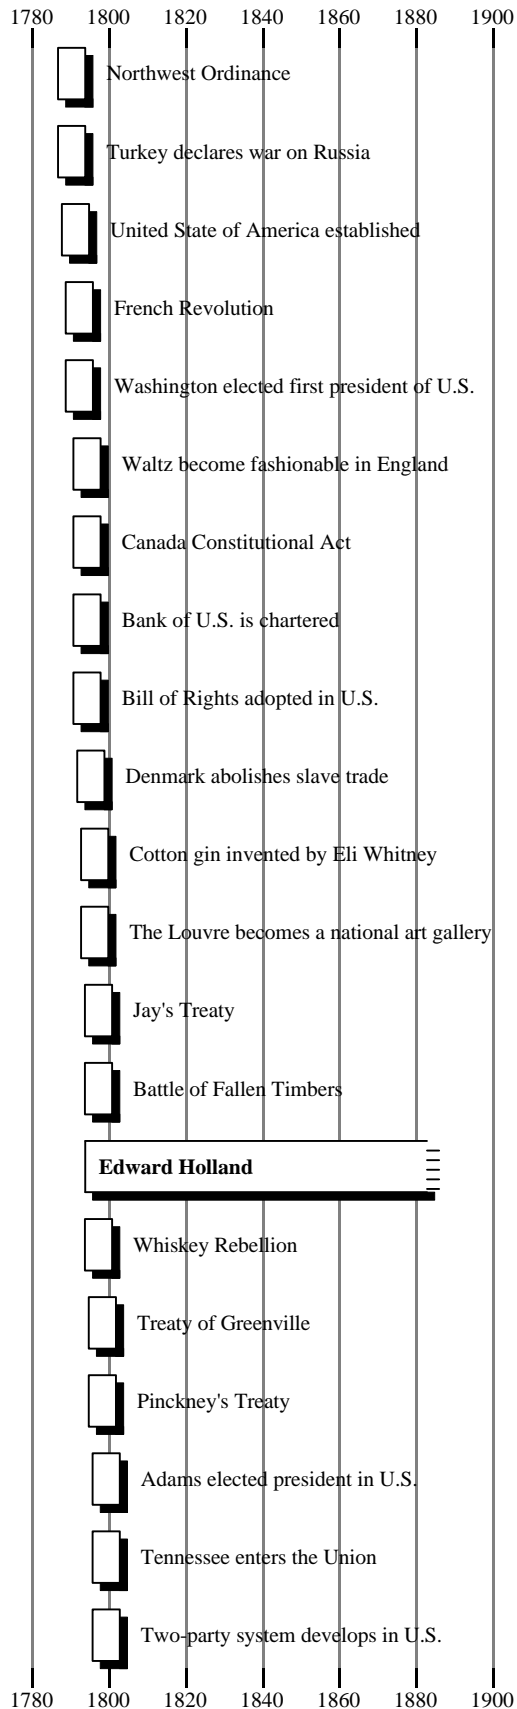 1780 1800 1820 1840 1860 1880 1900
Northwest Ordinance
Turkey declares war on Russia
United State of America established
French Revolution
Washington elected first president of U.S.
Waltz become fashionable in England
Canada Constitutional Act
Bank of U.S. is chartered
Bill of Rights adopted in U.S.
Denmark abolishes slave trade
Cotton gin invented by Eli Whitney
The Louvre becomes a national art gallery
Jay's Treaty
Battle of Fallen Timbers
Edward Holland
Whiskey Rebellion
Treaty of Greenville
Pinckney's Treaty
Adams elected president in U.S.
Tennessee enters the Union
Two-party system develops in U.S.
1780 1800 1820 1840 1860 1880 1900